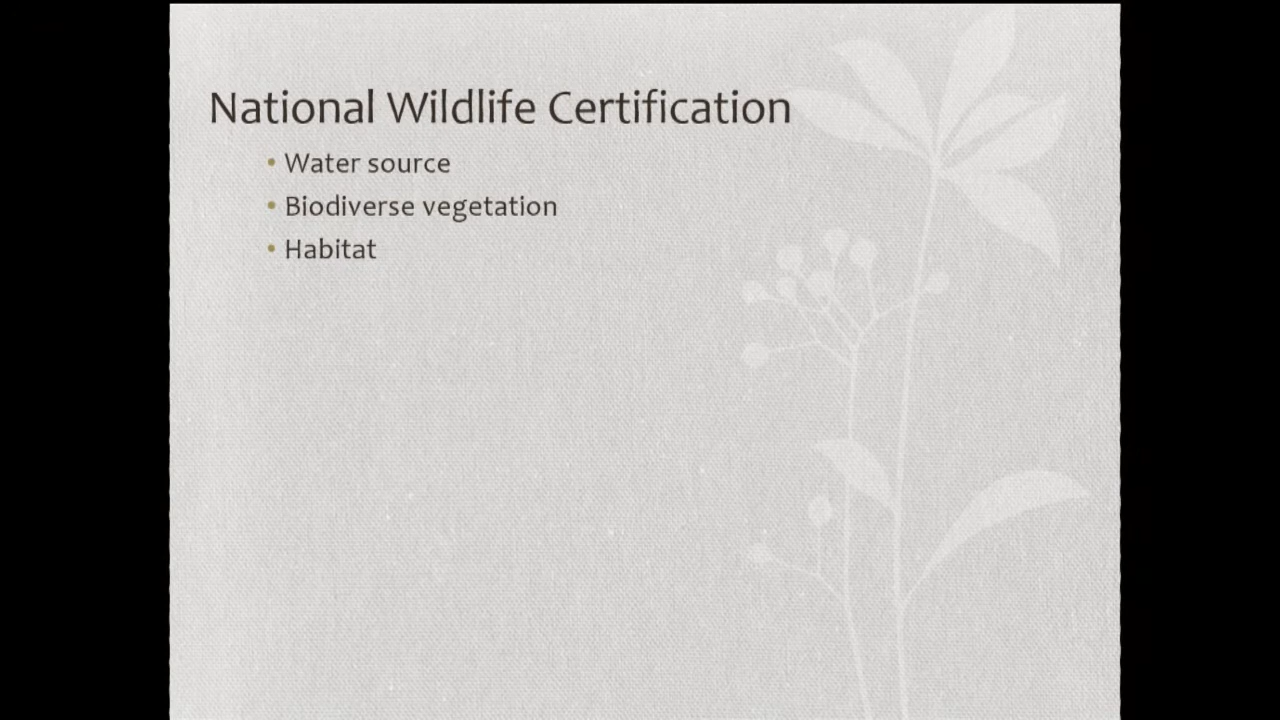 National Wildlife Certification
• Water source
• Biodiverse vegetation
• Habitat